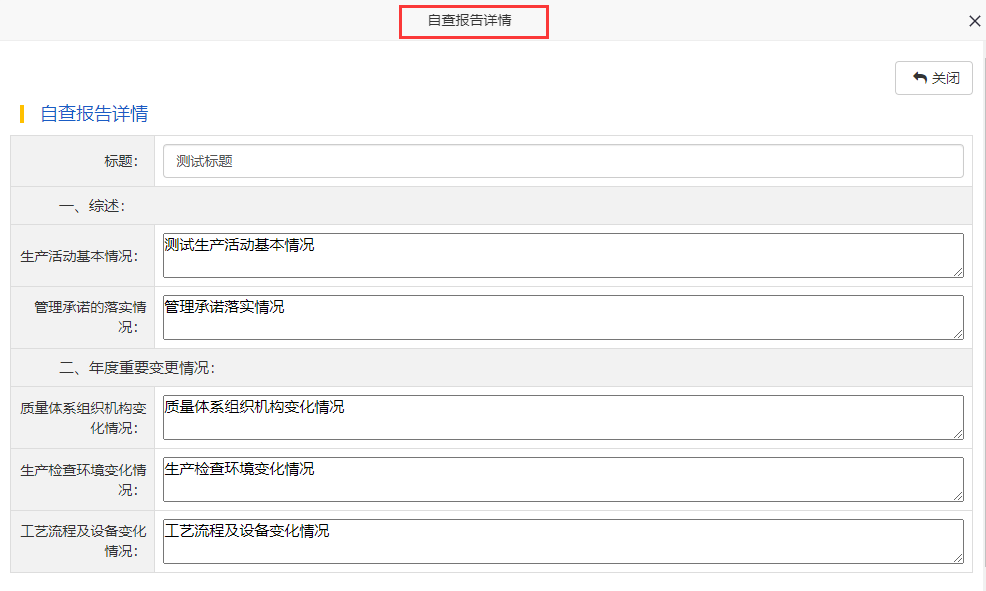 自查报告详情
关闭
自查报告详情
标题：
测试标题
一、综述：
生产活动基本情况：
测试生产活动基本情况
管理承诺的落实情
况：
管理承诺落实情况
二、年度重要变更情况：
质量体系组织机构变
化情况：
质量体系组织机构变化情况
生产检查环境变化情
况：
生产检查环境变化情况
工艺流程及设备变化
情况：
工艺流程及设备变化情况